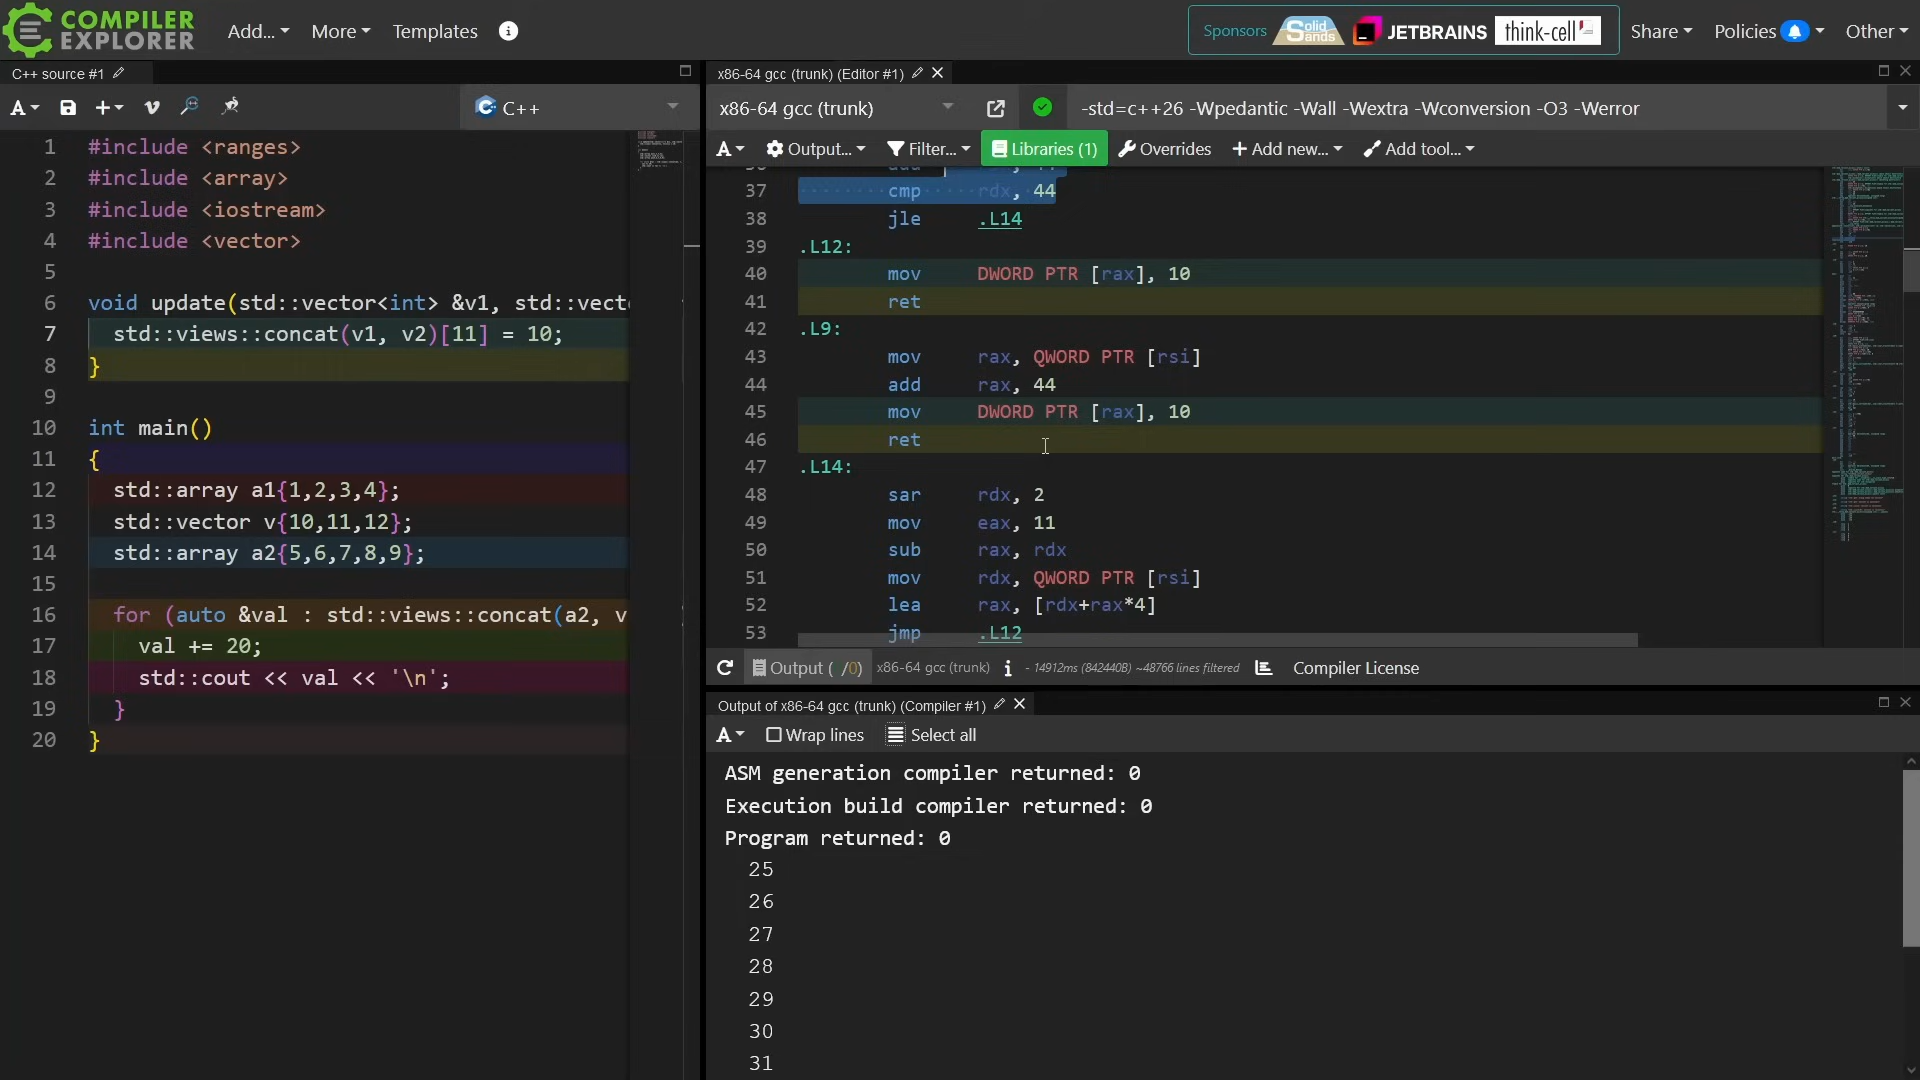 COMPILER EXPLORER
Add... More Templates
Sponsors Solid Sands JETBRAINS think-cell Share Policies Other
C++ source #1
A
C++
1 #include <ranges>
2 #include <array>
3 #include <iostream>
4 #include <vector>
5
6 void update(std::vector<int> &v1, std::vect
7 std::views::concat(v1, v2)[11] = 10;
8 }
9
10 int main()
11 {
12 std::array a1{1,2,3,4};
13 std::vector v{10,11,12};
14 std::array a2{5,6,7,8,9};
15
16 for (auto &val : std::views::concat(a2, v
17 val += 20;
18 std::cout << val << '\n';
19 }
20 }
x86-64 gcc (trunk) (Editor #1)
x86-64 gcc (trunk) -std=c++26 -Wpedantic -Wall -Wextra -Wconversion -O3 -Werror
A Output... Filter... Libraries (1) Overrides + Add new... Add tool...
37 cmp rdx, 44
38 jle .L14
39 .L12:
40 mov DWORD PTR [rax], 10
41 ret
42 .L9:
43 mov rax, QWORD PTR [rsi]
44 add rax, 44
45 mov DWORD PTR [rax], 10
46 ret
47 .L14:
48 sar rdx, 2
49 mov eax, 11
50 sub rax, rdx
51 mov rdx, QWORD PTR [rsi]
52 lea rax, [rdx+rax*4]
53 jmp .L12
Output ( /0) x86-64 gcc (trunk) i - 14912ms (842440B) ~48766 lines filtered Compiler License
Output of x86-64 gcc (trunk) (Compiler #1)
A Wrap lines Select all
ASM generation compiler returned: 0
Execution build compiler returned: 0
Program returned: 0
25
26
27
28
29
30
31